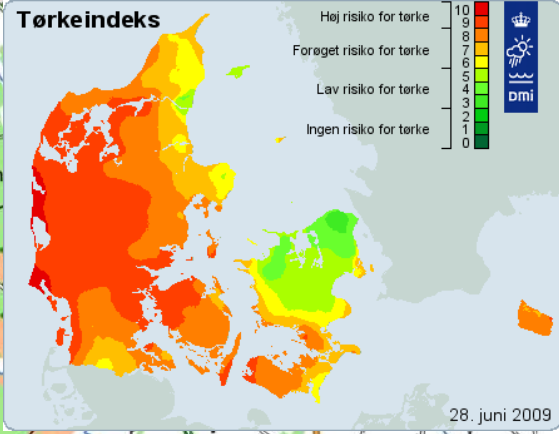 Tørkeindeks
Høj risiko for tørke
Forøget risiko for tørke
Lav risiko for tørke
Ingen risiko for tørke
10
9
8
7
6
5
4
3
2
1
0
DMi
28. juni 2009